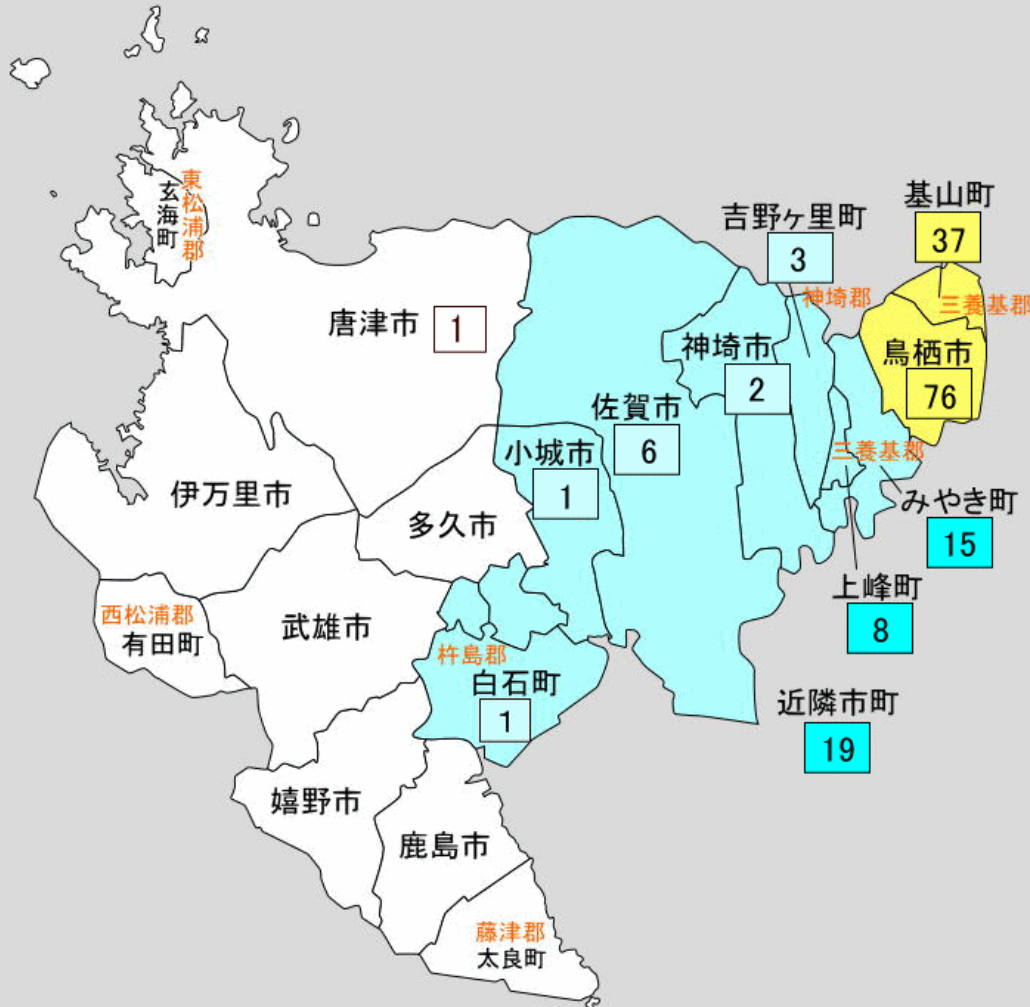 基山町
37
吉野ヶ里町
3
東松浦郡
玄海町
神埼郡
三養基郡
唐津市
1
神埼市
2
鳥栖市
76
佐賀市
6
小城市
1
三養基郡
伊万里市
多久市
みやき町
15
上峰町
8
西松浦郡
有田町
武雄市
杵島郡
白石町
1
近隣市町
19
嬉野市
鹿島市
藤津郡
太良町